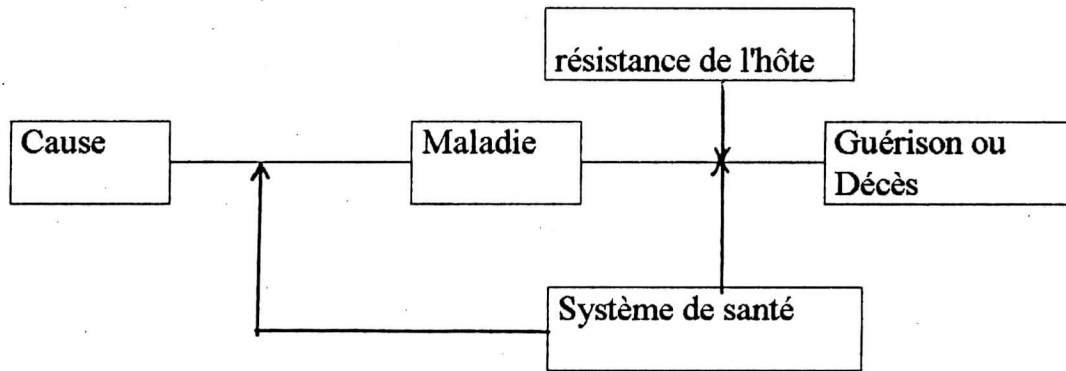 résistance de l'hôte
Cause
Maladie
Guérison ou
Décès
Système de santé